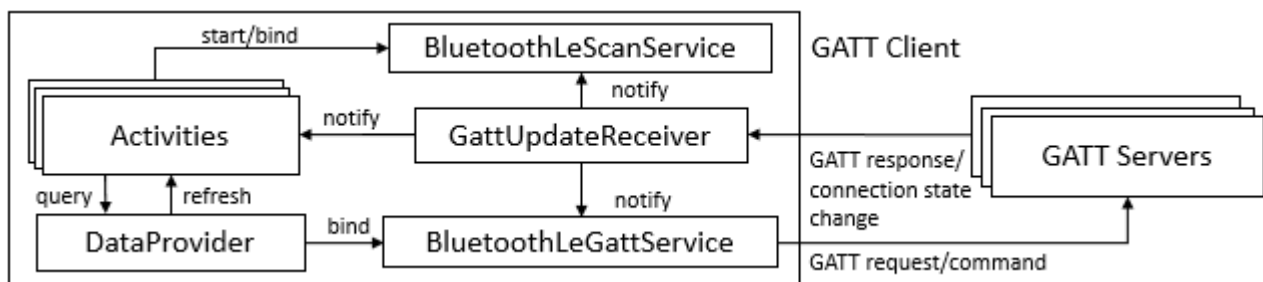 start/bind
BluetoothLeScanService
GATT Client
notify
Activities
notify
GattUpdateReceiver
GATT Servers
GATT response/
connection state
change
query
refresh
notify
DataProvider
bind
BluetoothLeGattService
GATT request/command